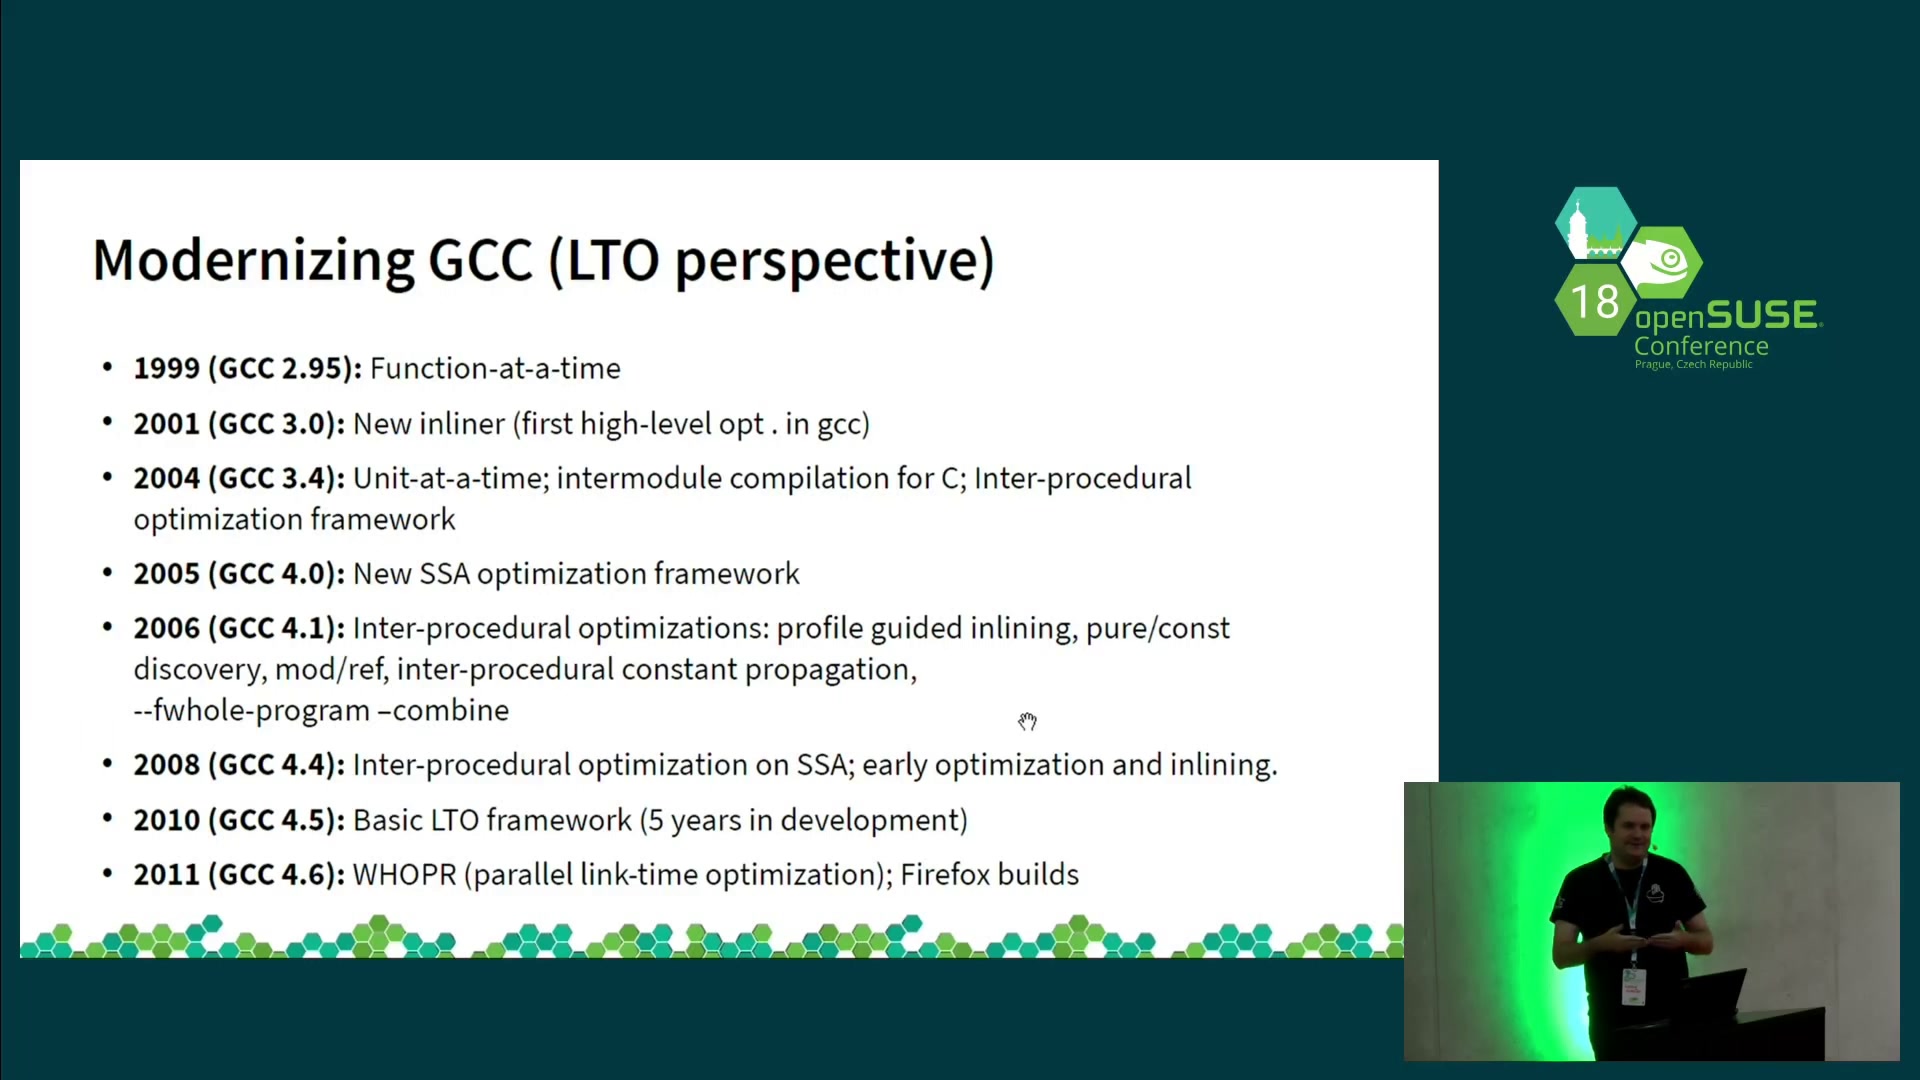 Modernizing GCC (LTO perspective)
• 1999 (GCC 2.95): Function-at-a-time
• 2001 (GCC 3.0): New inliner (first high-level opt . in gcc)
• 2004 (GCC 3.4): Unit-at-a-time; intermodule compilation for C; Inter-procedural
optimization framework
• 2005 (GCC 4.0): New SSA optimization framework
• 2006 (GCC 4.1): Inter-procedural optimizations: profile guided inlining, pure/const
discovery, mod/ref, inter-procedural constant propagation,
--fwhole-program –combine
• 2008 (GCC 4.4): Inter-procedural optimization on SSA; early optimization and inlining.
• 2010 (GCC 4.5): Basic LTO framework (5 years in development)
• 2011 (GCC 4.6): WHOPR (parallel link-time optimization); Firefox builds
18
openSUSE
Conference
Prague, Czech Republic